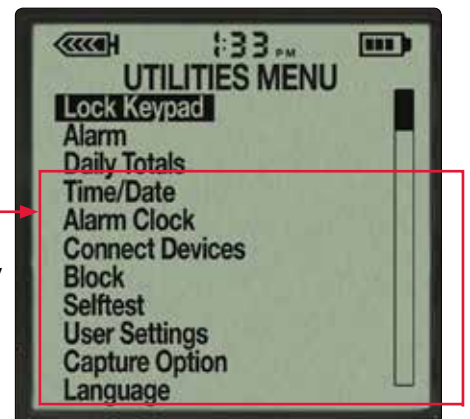 1:33 PM
UTILITIES MENU
Lock Keypad
Alarm
Daily Totals
Time/Date
Alarm Clock
Connect Devices
Block
Selftest
User Settings
Capture Option
Language